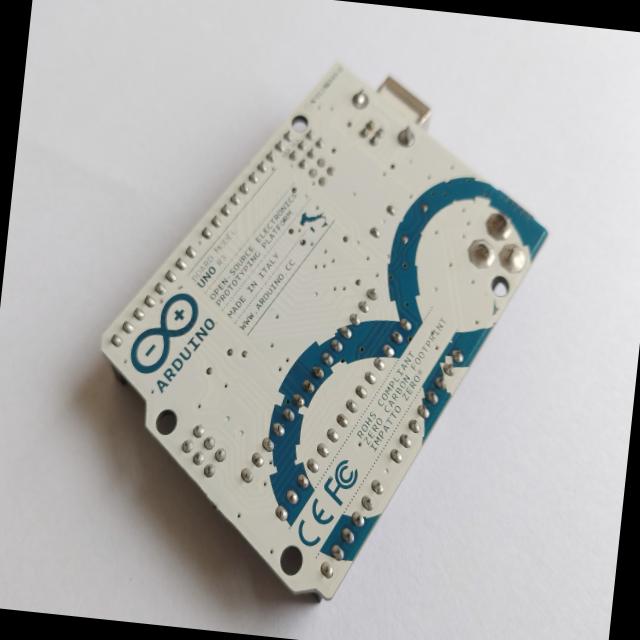 ARDUINO
UNO
OPEN-SOURCE ELECTRONICS
PROTOTYPING PLATFORM
MADE IN ITALY
WWW.ARDUINO.CC
CE FC
ROHS COMPLIANT
ZERO CARBON FOOTPRINT
IMPATTO ZERO